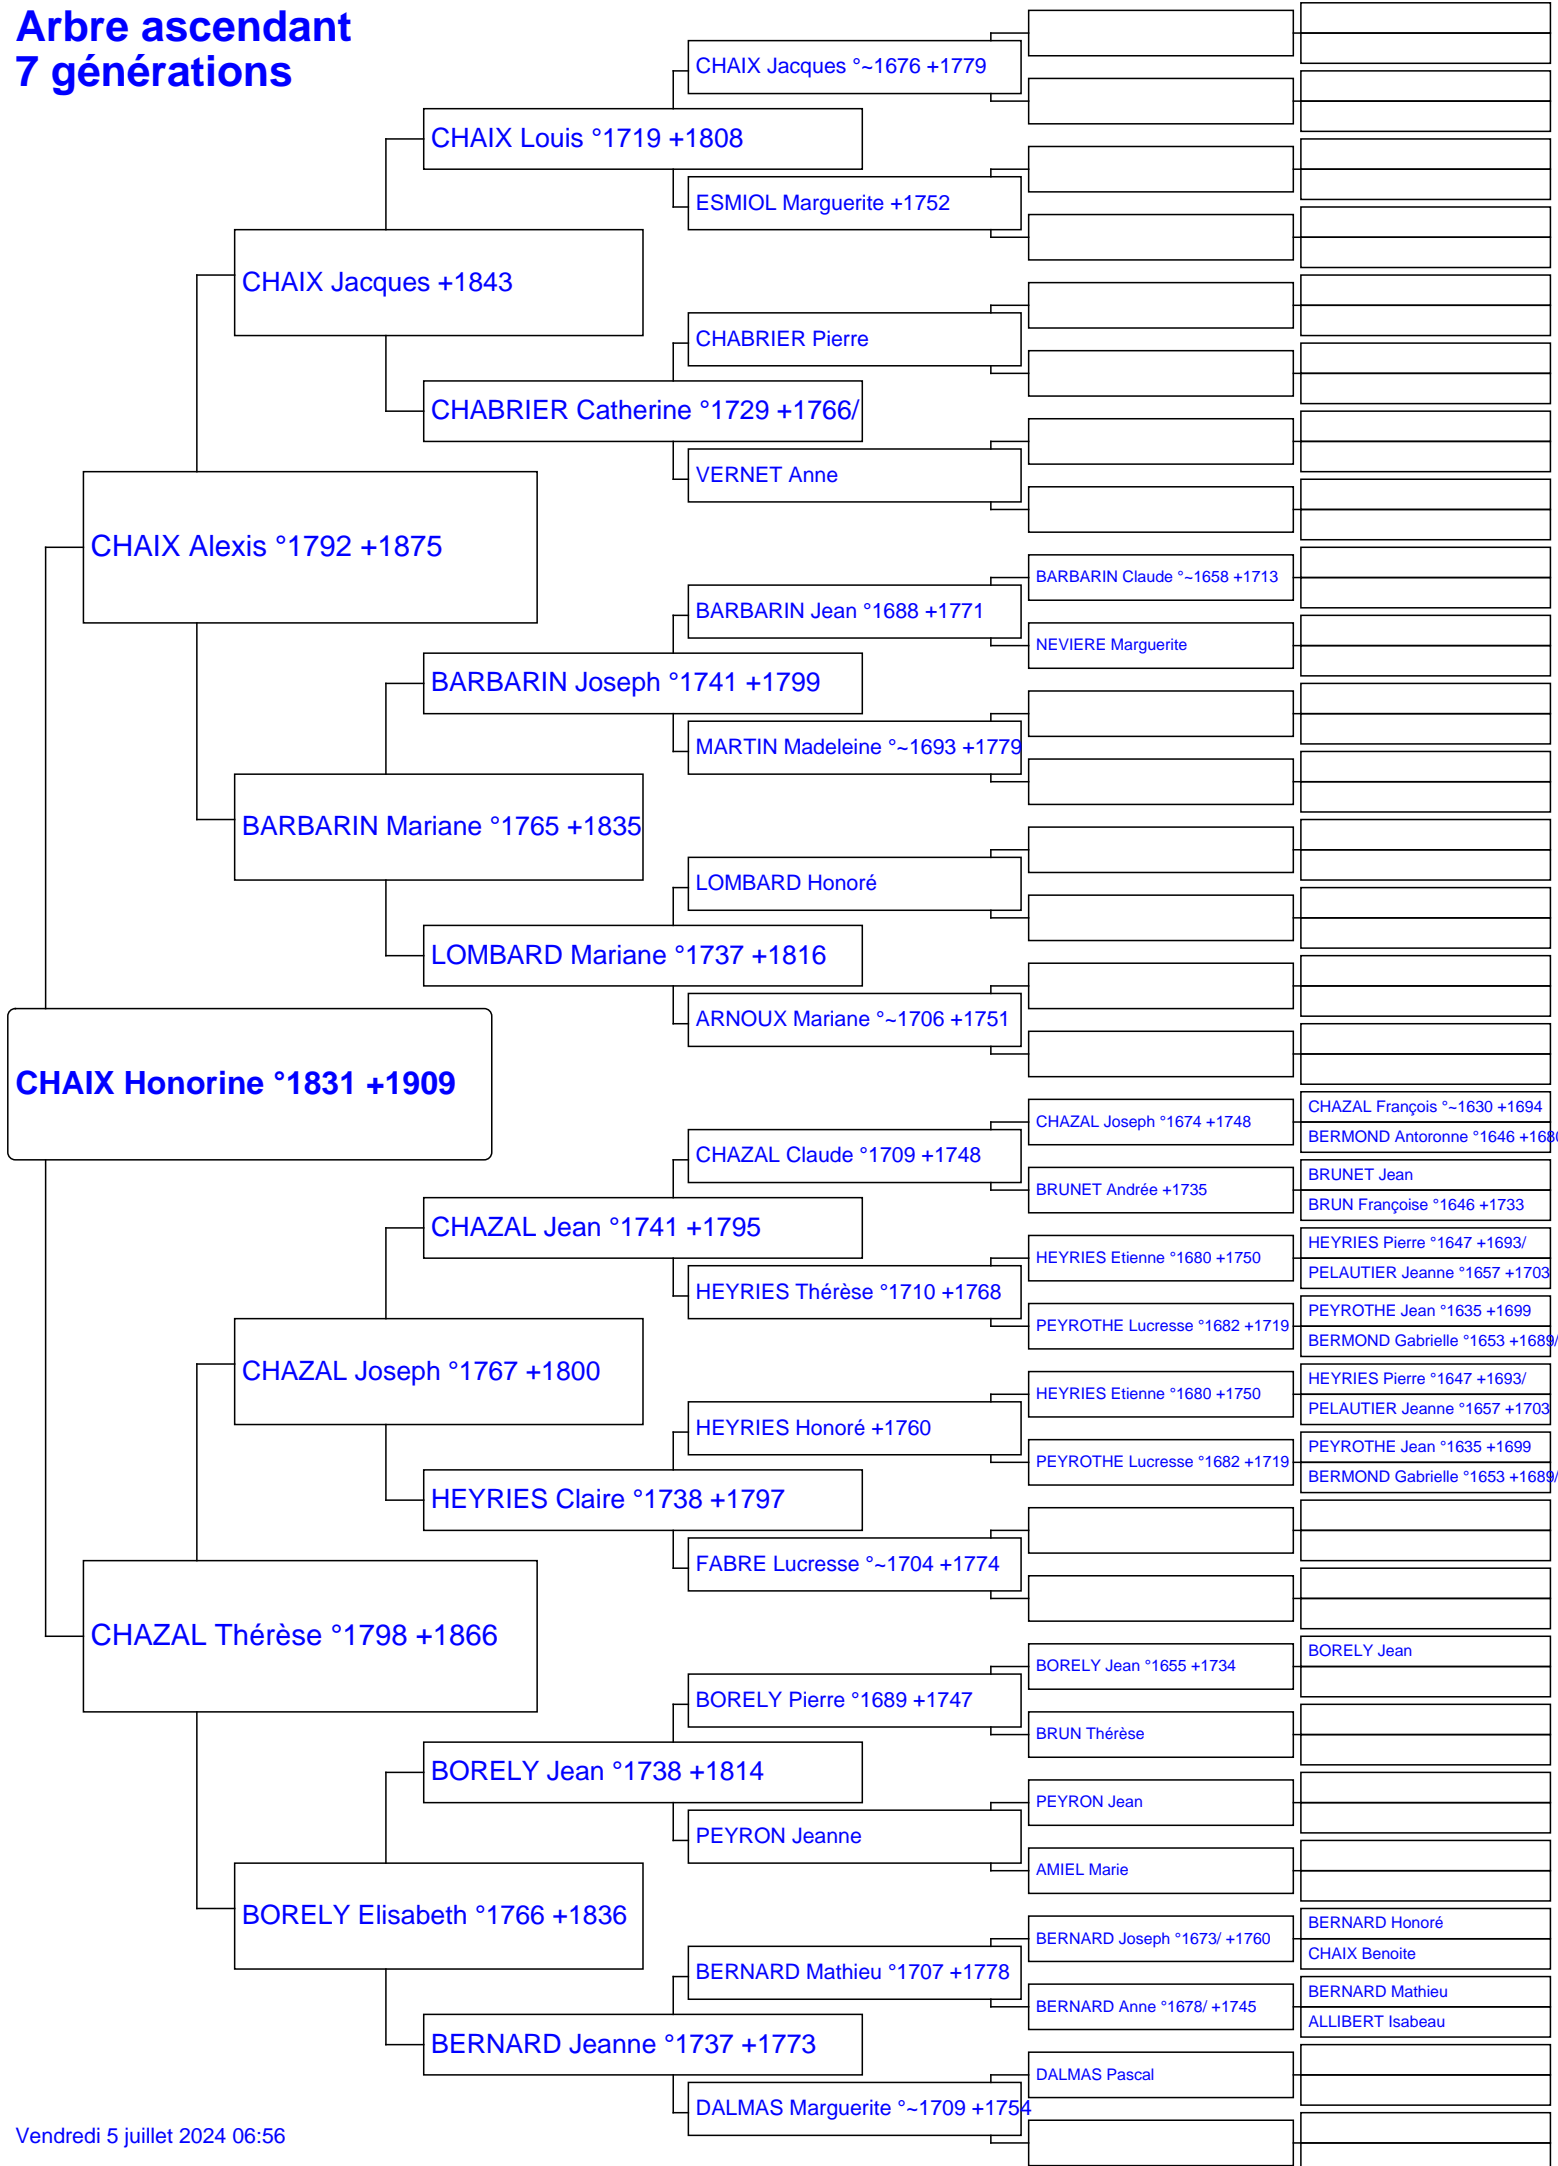 Arbre ascendant
7 générations
CHAIX Jacques °~1676 +1779
CHAIX Louis °1719 +1808
ESMIOL Marguerite +1752
CHAIX Jacques +1843
CHABRIER Pierre
CHABRIER Catherine °1729 +1766/
VERNET Anne
CHAIX Alexis °1792 +1875
BARBARIN Claude °~1658 +1713
BARBARIN Jean °1688 +1771
NEVIERE Marguerite
BARBARIN Joseph °1741 +1799
MARTIN Madeleine °~1693 +1779
BARBARIN Mariane °1765 +1835
LOMBARD Honoré
LOMBARD Mariane °1737 +1816
ARNOUX Mariane °~1706 +1751
CHAIX Honorine °1831 +1909
CHAZAL François °~1630 +1694
CHAZAL Joseph °1674 +1748
BERMOND Antoronne °1646 +1680
CHAZAL Claude °1709 +1748
BRUNET Jean
BRUNET Andrée +1735
BRUN Françoise °1646 +1733
CHAZAL Jean °1741 +1795
HEYRIES Pierre °1647 +1693/
HEYRIES Etienne °1680 +1750
PELAUTIER Jeanne °1657 +1703
HEYRIES Thérèse °1710 +1768
PEYROTHE Jean °1635 +1699
PEYROTHE Lucresse °1682 +1719
BERMOND Gabrielle °1653 +1689/
CHAZAL Joseph °1767 +1800
HEYRIES Pierre °1647 +1693/
HEYRIES Etienne °1680 +1750
PELAUTIER Jeanne °1657 +1703
HEYRIES Honoré +1760
PEYROTHE Jean °1635 +1699
PEYROTHE Lucresse °1682 +1719
BERMOND Gabrielle °1653 +1689/
HEYRIES Claire °1738 +1797
FABRE Lucresse °~1704 +1774
CHAZAL Thérèse °1798 +1866
BORELY Jean
BORELY Jean °1655 +1734
BORELY Pierre °1689 +1747
BRUN Thérèse
BORELY Jean °1738 +1814
PEYRON Jean
PEYRON Jeanne
AMIEL Marie
BORELY Elisabeth °1766 +1836
BERNARD Honoré
BERNARD Joseph °1673/ +1760
CHAIX Benoite
BERNARD Mathieu °1707 +1778
BERNARD Mathieu
BERNARD Anne °1678/ +1745
ALLIBERT Isabeau
BERNARD Jeanne °1737 +1773
DALMAS Pascal
DALMAS Marguerite °~1709 +1754
Vendredi 5 juillet 2024 06:56